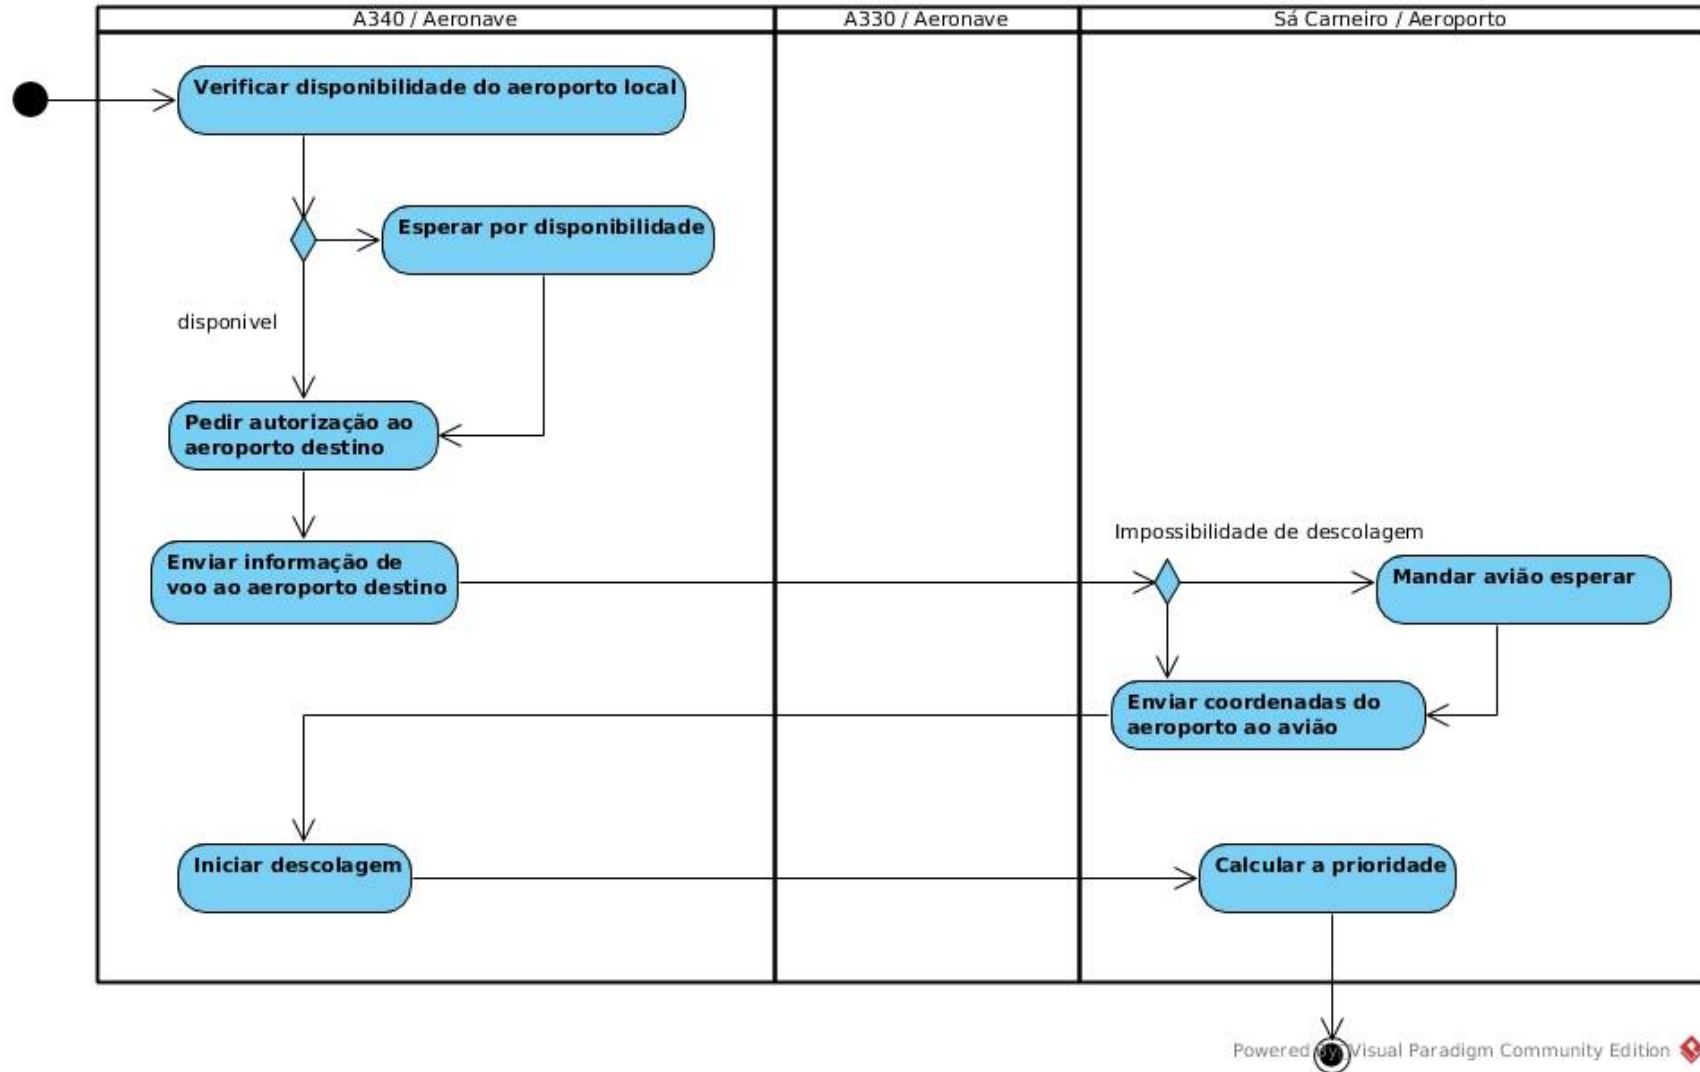 A340 / Aeronave
A330 / Aeronave
Sá Carneiro / Aeroporto
Verificar disponibilidade do aeroporto local
Esperar por disponibilidade
disponivel
Pedir autorização ao
aeroporto destino
Impossibilidade de descolagem
Enviar informação de
voo ao aeroporto destino
Mandar avião esperar
Enviar coordenadas do
aeroporto ao avião
Iniciar descolagem
Calcular a prioridade
Powered By Visual Paradigm Community Edition